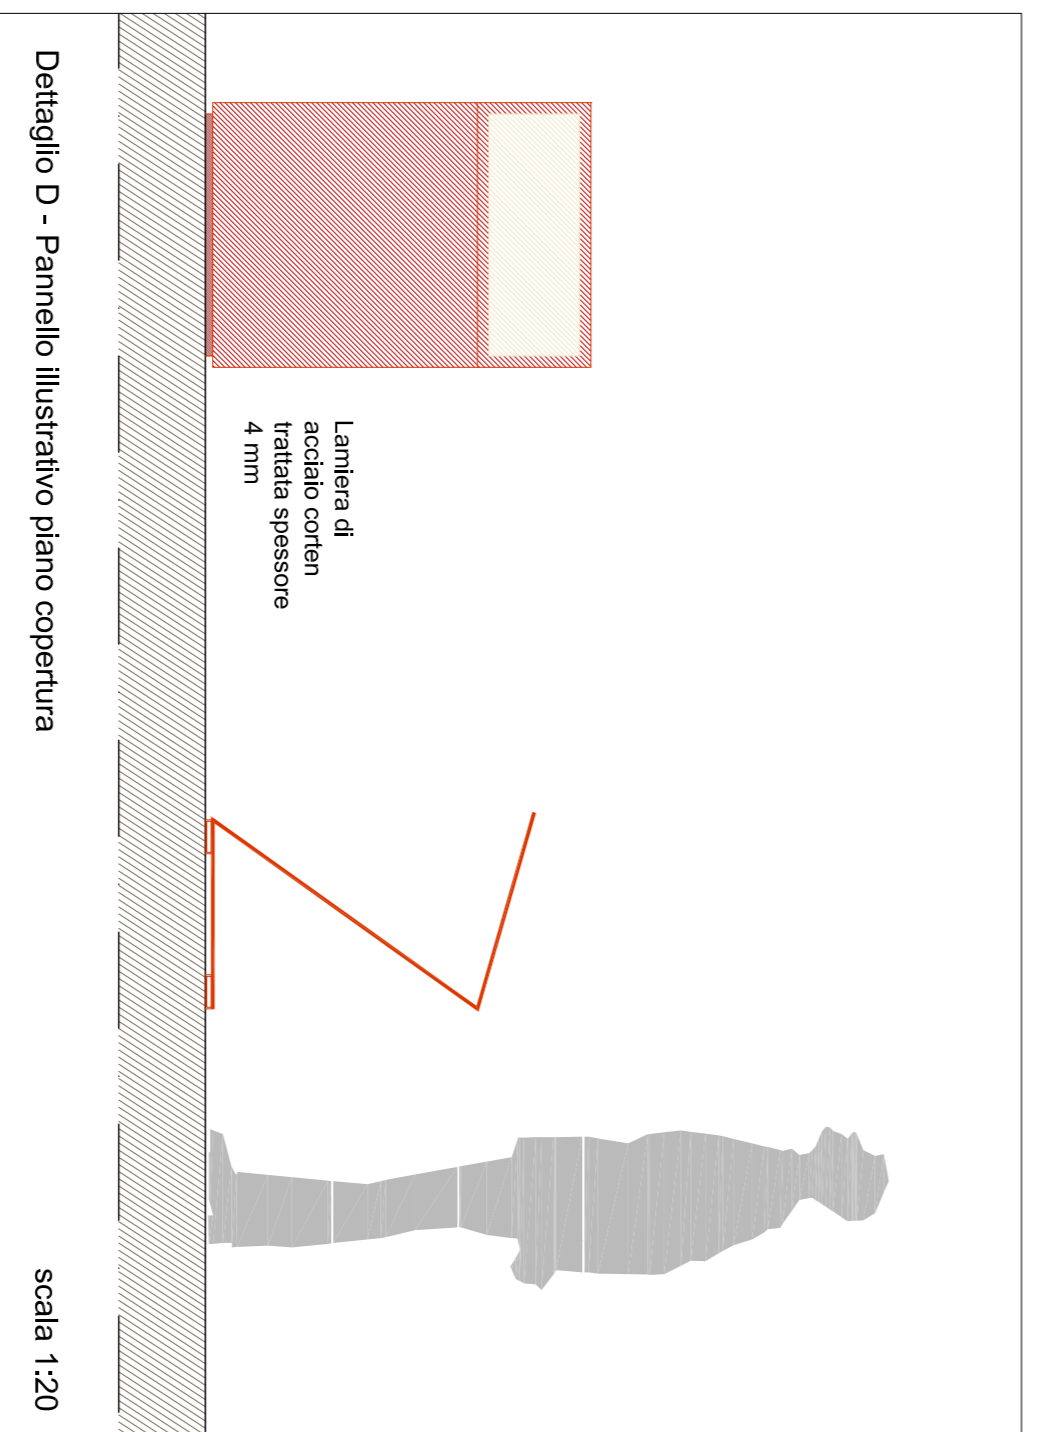 Lamiera di
acciaio corten
trattata spessore
4 mm
Dettaglio D - Pannello illustrativo piano copertura
scala 1:20